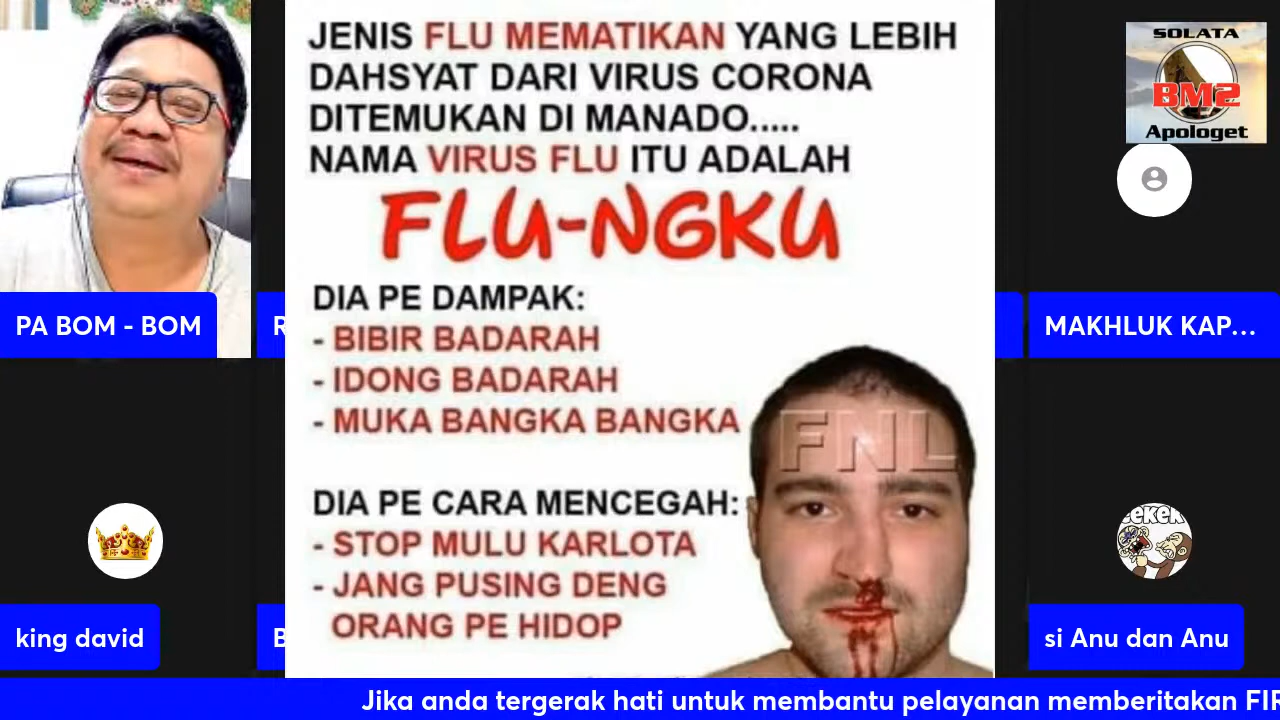 JENIS FLU MEMATIKAN YANG LEBIH
DAHSYAT DARI VIRUS CORONA
DITEMUKAN DI MANADO.....
NAMA VIRUS FLU ITU ADALAH
FLU-NGKU
DIA PE DAMPAK:
- BIBIR BADARAH
- IDONG BADARAH
- MUKA BANGKA BANGKA
DIA PE CARA MENCEGAH:
- STOP MULU KARLOTA
- JANG PUSING DENG
ORANG PE HIDOP
FNL
SOLATA
BM2
Apologet
PA BOM - BOM
MAKHLUK KAP...
king david
si Anu dan Anu
Jika anda tergerak hati untuk membantu pelayanan memberitakan